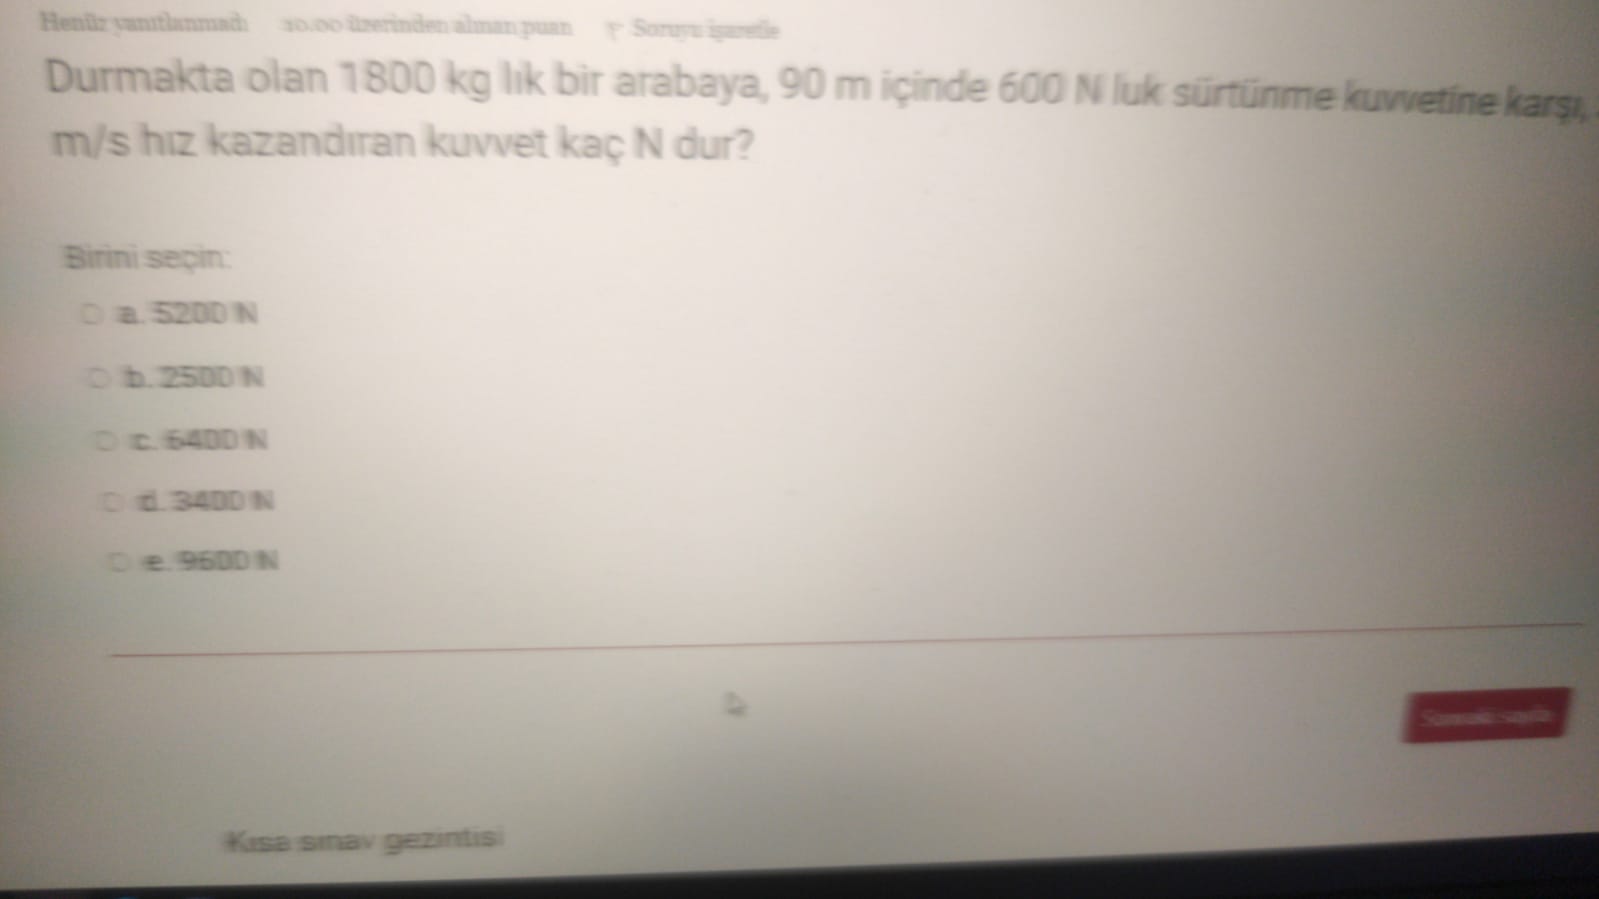 Henüz yanıtlanmadı 10.00 üzerinden alınan puan Soruyu işaretle
Durmakta olan 1800 kg lık bir arabaya, 90 m içinde 600 N luk sürtünme kuvvetine karşı,
m/s hız kazandıran kuvvet kaç N dur?
Birini seçin:
a. 5200 N
b. 2500 N
c. 6400 N
d. 3400 N
e. 9600 N
Sonraki sayfa
Kısa sınav gezintisi